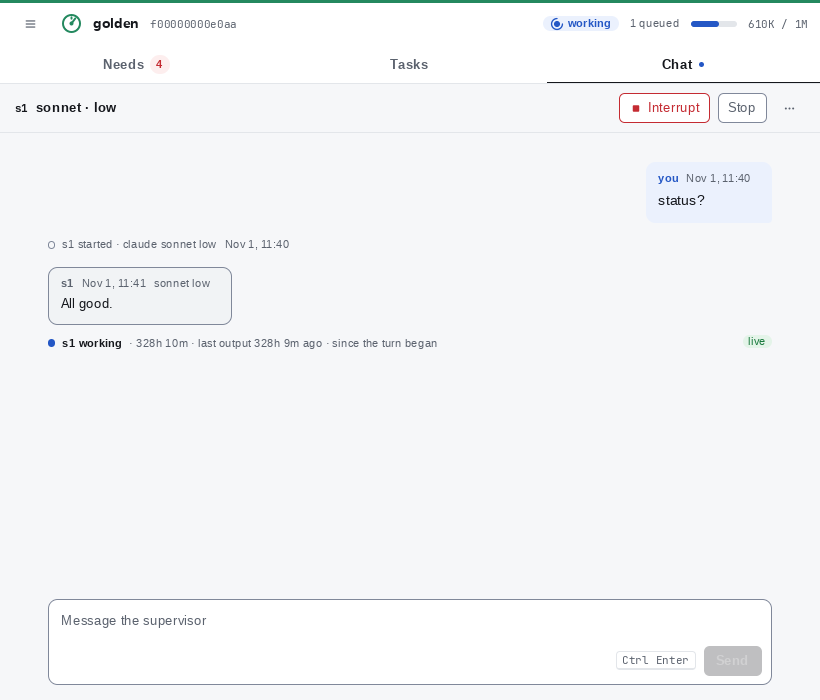 golden f00000000e0aa working 1 queued 610K / 1M
Needs 4 Tasks Chat
s1 sonnet · low Interrupt Stop ···
you Nov 1, 11:40
status?
s1 started · claude sonnet low Nov 1, 11:40
s1 Nov 1, 11:41 sonnet low
All good.
s1 working · 328h 10m · last output 328h 9m ago · since the turn began live
Message the supervisor
Ctrl Enter Send